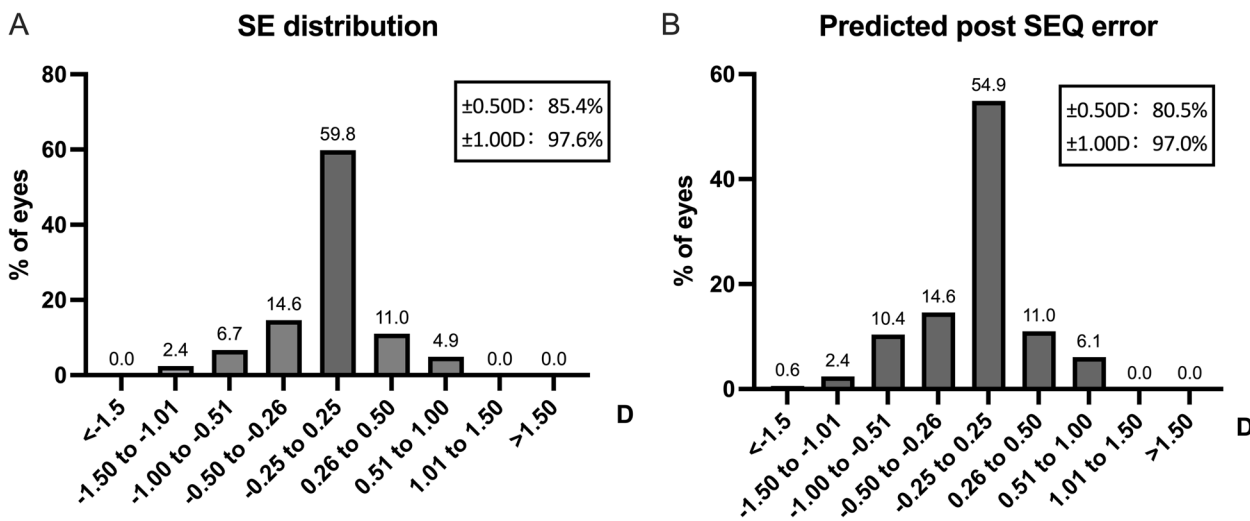 A
SE distribution
% of eyes
80
60
40
20
0
±0.50D: 85.4%
±1.00D: 97.6%
0.0
2.4
6.7
14.6
59.8
11.0
4.9
0.0
0.0
<-1.5
-1.50 to -1.01
-1.00 to -0.51
-0.50 to -0.26
-0.25 to 0.25
0.26 to 0.50
0.51 to 1.00
1.01 to 1.50
>1.50
D
B
Predicted post SEQ error
% of eyes
60
40
20
0
±0.50D: 80.5%
±1.00D: 97.0%
0.6
2.4
10.4
14.6
54.9
11.0
6.1
0.0
0.0
<-1.5
-1.50 to -1.01
-1.00 to -0.51
-0.50 to -0.26
-0.25 to 0.25
0.26 to 0.50
0.51 to 1.00
1.01 to 1.50
>1.50
D